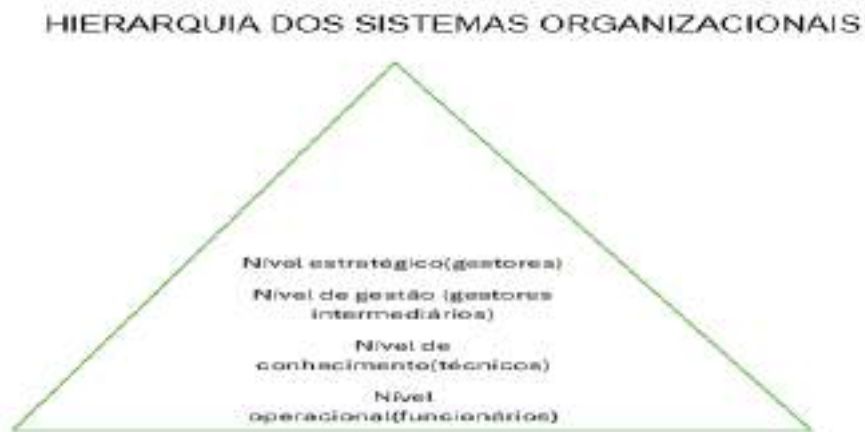 HIERARQUIA DOS SISTEMAS ORGANIZACIONAIS
Nível estratégico(gestores)
Nível de gestão (gestores
intermediários)
Nível de
conhecimento(técnicos)
Nível
operacional(funcionários)